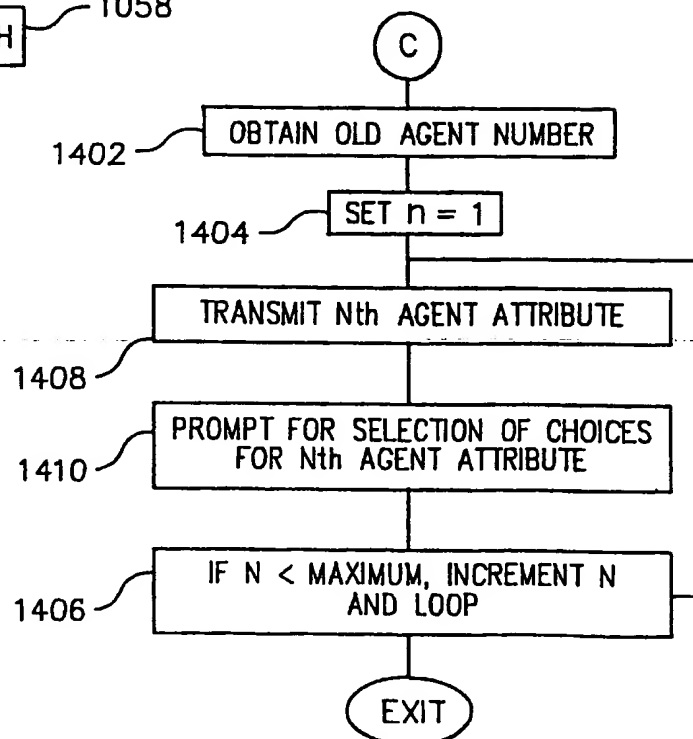 1058
H
C
OBTAIN OLD AGENT NUMBER
1402
SET n = 1
1404
TRANSMIT Nth AGENT ATTRIBUTE
1408
PROMPT FOR SELECTION OF CHOICES
FOR Nth AGENT ATTRIBUTE
1410
IF N < MAXIMUM, INCREMENT N
AND LOOP
1406
EXIT